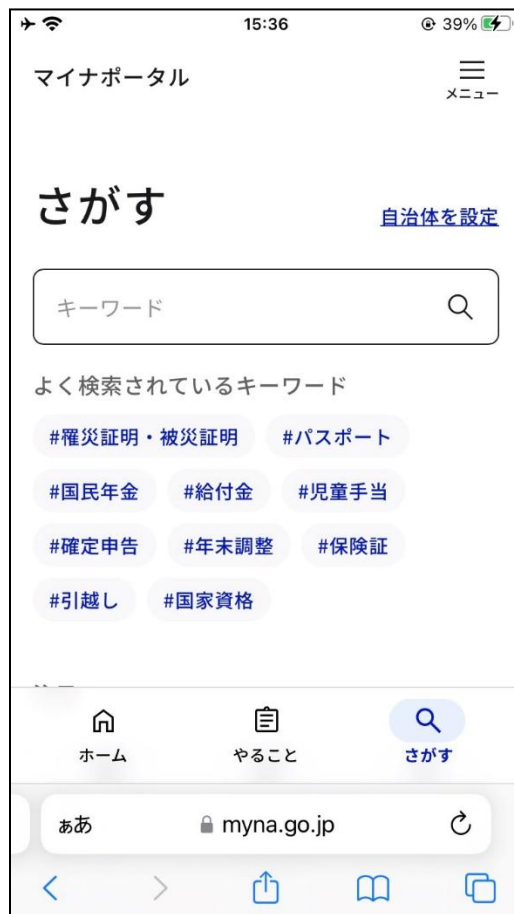 15:36
39%
マイナポータル
メニュー
さがす
自治体を設定
キーワード
よく検索されているキーワード
#罹災証明・被災証明 #パスポート
#国民年金 #給付金 #児童手当
#確定申告 #年末調整 #保険証
#引越し #国家資格
ホーム やること さがす
ぁあ myna.go.jp